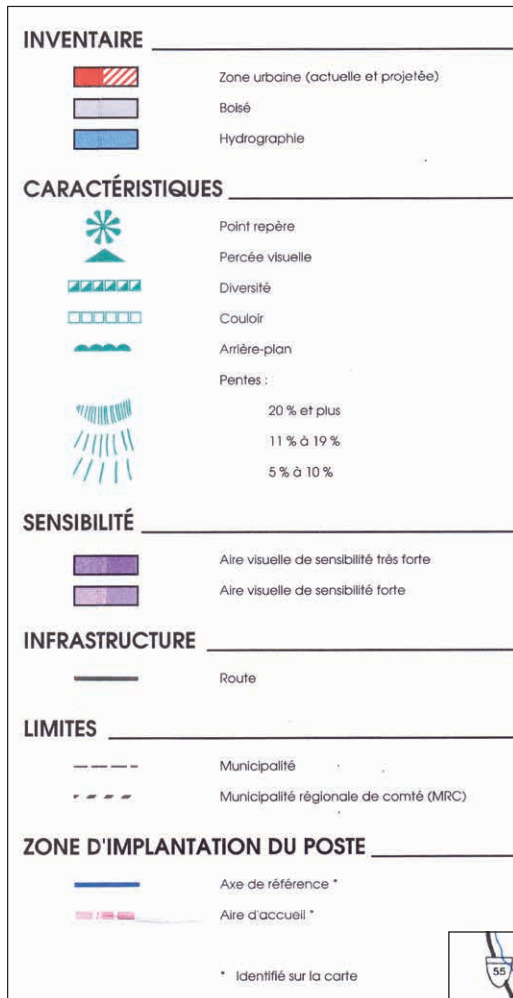 INVENTAIRE
Zone urbaine (actuelle et projetée)
Boisé
Hydrographie
CARACTÉRISTIQUES
Point repère
Percée visuelle
Diversité
Couloir
Arrière-plan
Pentes :
20 % et plus
11 % à 19 %
5 % à 10 %
SENSIBILITÉ
Aire visuelle de sensibilité très forte
Aire visuelle de sensibilité forte
INFRASTRUCTURE
Route
LIMITES
Municipalité
Municipalité régionale de comté (MRC)
ZONE D'IMPLANTATION DU POSTE
Axe de référence *
Aire d'accueil *
* Identifié sur la carte
55